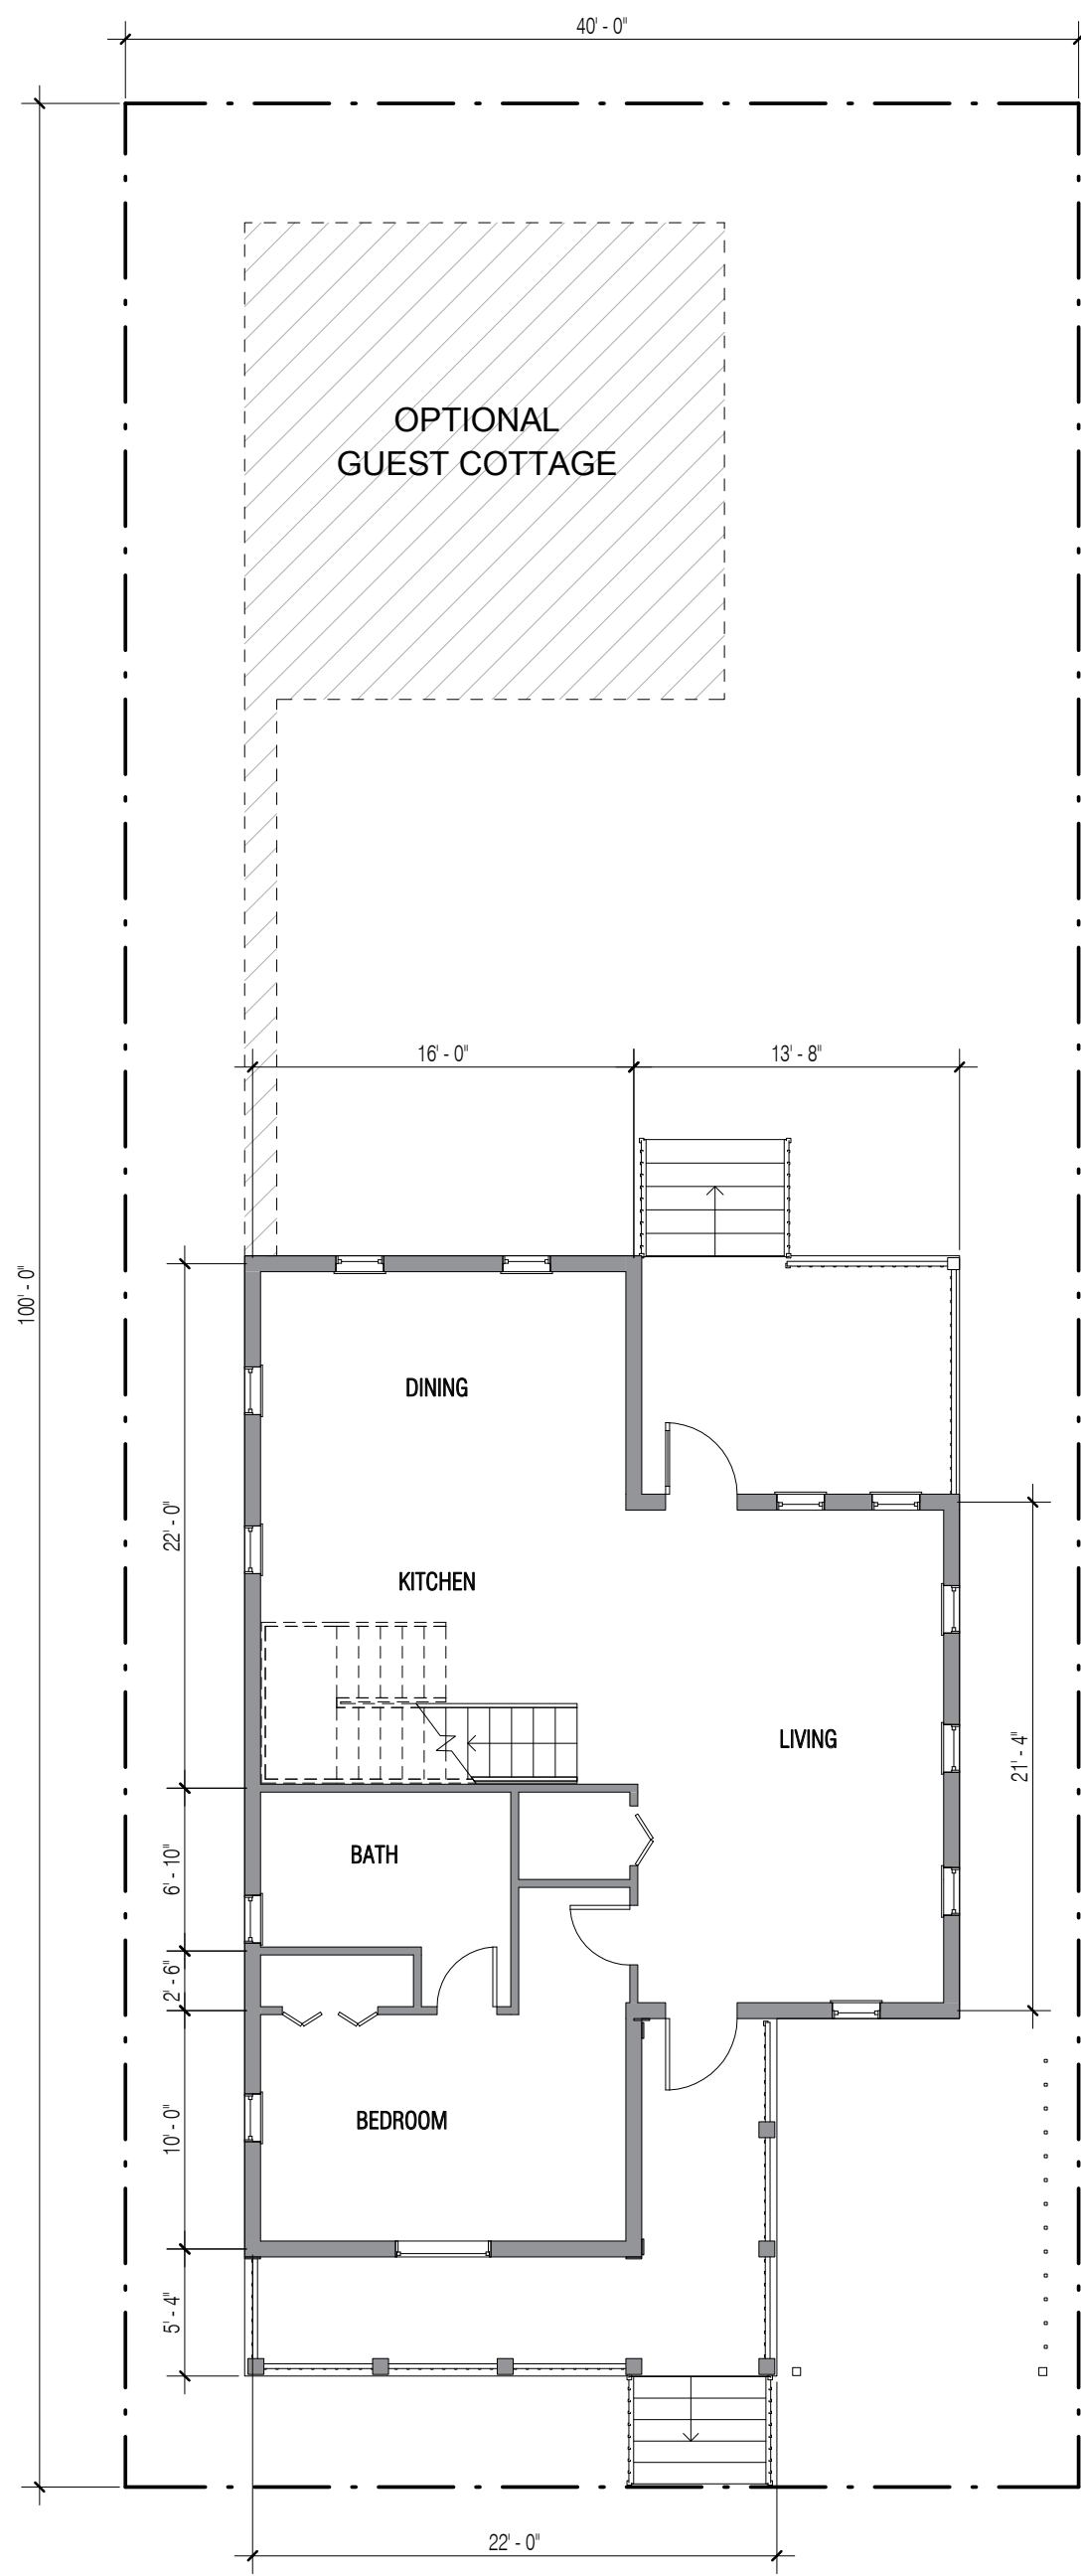 40' - 0"
OPTIONAL
GUEST COTTAGE
16' - 0"
13' - 8"
100' - 0"
DINING
22' - 0"
KITCHEN
LIVING
21' - 4"
BATH
6' - 10"
2' - 6"
10' - 0"
BEDROOM
5' - 4"
22' - 0"